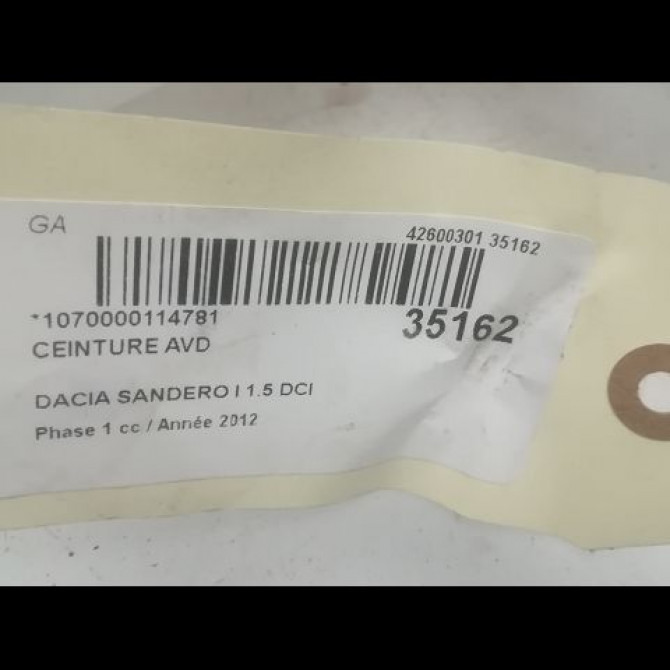 GA
42600301 35162
*1070000114781
35162
CEINTURE AVD
DACIA SANDERO I 1.5 DCI
Phase 1 cc / Année 2012